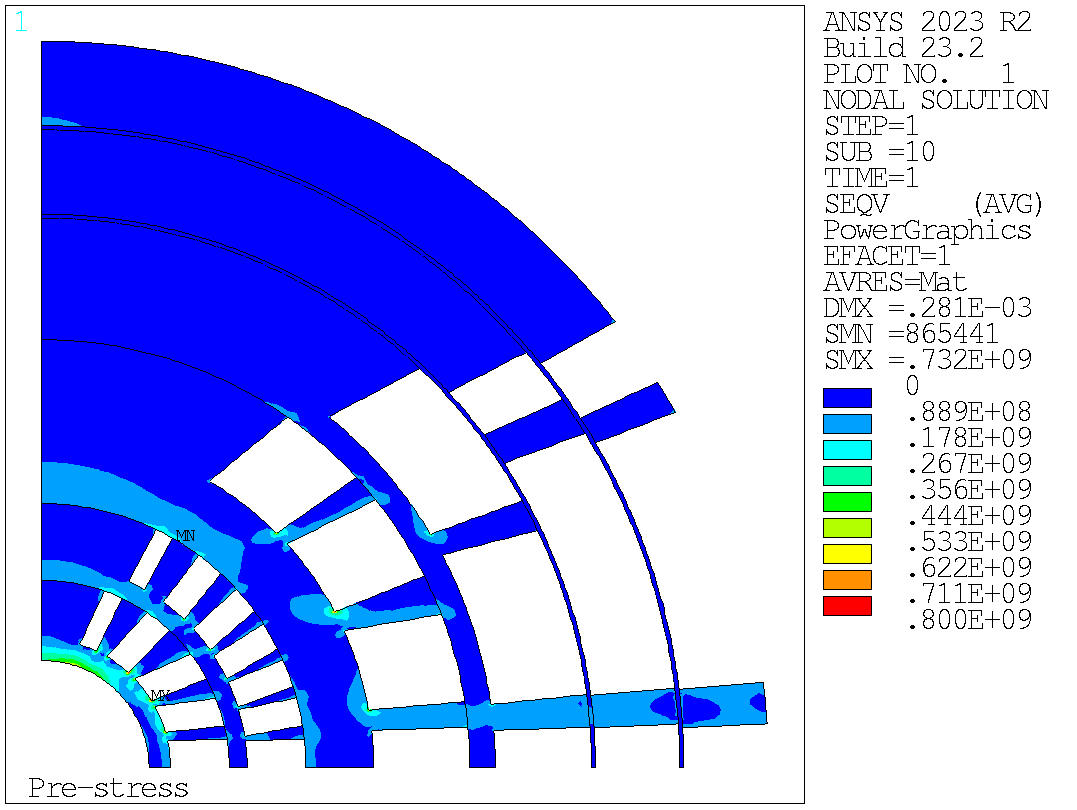 1
ANSYS 2023 R2
Build 23.2
PLOT NO. 1
NODAL SOLUTION
STEP=1
SUB =10
TIME=1
SEQV (AVG)
PowerGraphics
EFACET=1
AVRES=Mat
DMX =.281E-03
SMN =865441
SMX =.732E+09
0
.889E+08
.178E+09
.267E+09
.356E+09
.444E+09
.533E+09
.622E+09
.711E+09
.800E+09
MN
MX
Pre-stress